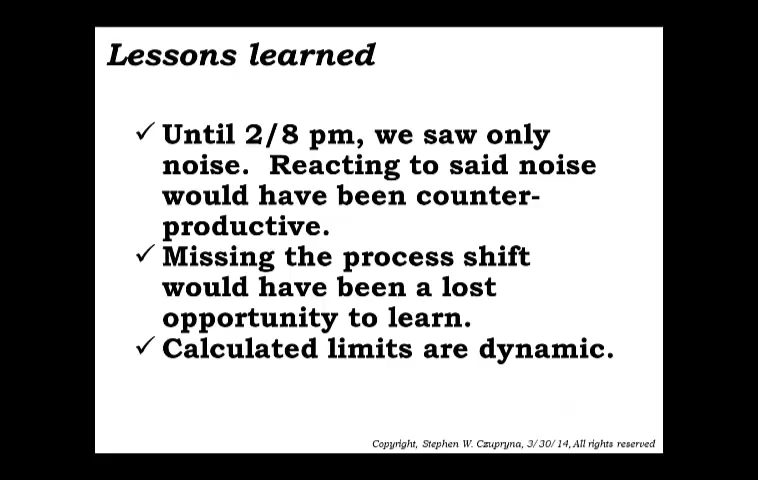 Lessons learned
✓ Until 2/8 pm, we saw only
noise.  Reacting to said noise
would have been counter-
productive.
✓ Missing the process shift
would have been a lost
opportunity to learn.
✓ Calculated limits are dynamic.
Copyright, Stephen W. Czupryna, 3/30/14, All rights reserved